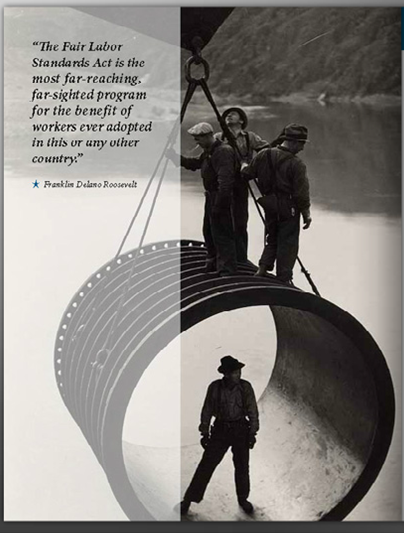 “The Fair Labor
Standards Act is the
most far-reaching,
far-sighted program
for the benefit of
workers ever adopted
in this or any other
country.”
Franklin Delano Roosevelt